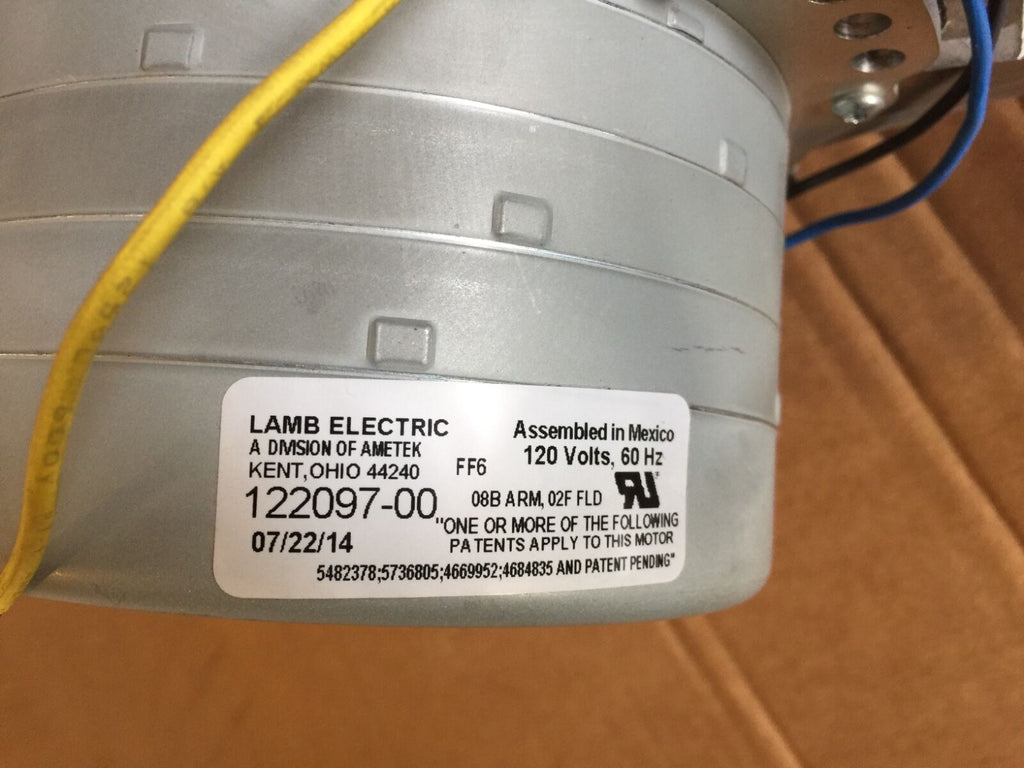 LAMB ELECTRIC
A DIVISION OF AMETEK
KENT, OHIO 44240
FF6
122097-00
07/22/14
Assembled in Mexico
120 Volts, 60 Hz
08B ARM, 02F FLD
"ONE OR MORE OF THE FOLLOWING
PATENTS APPLY TO THIS MOTOR
5482378;5736805;4669952;4684835 AND PATENT PENDING"